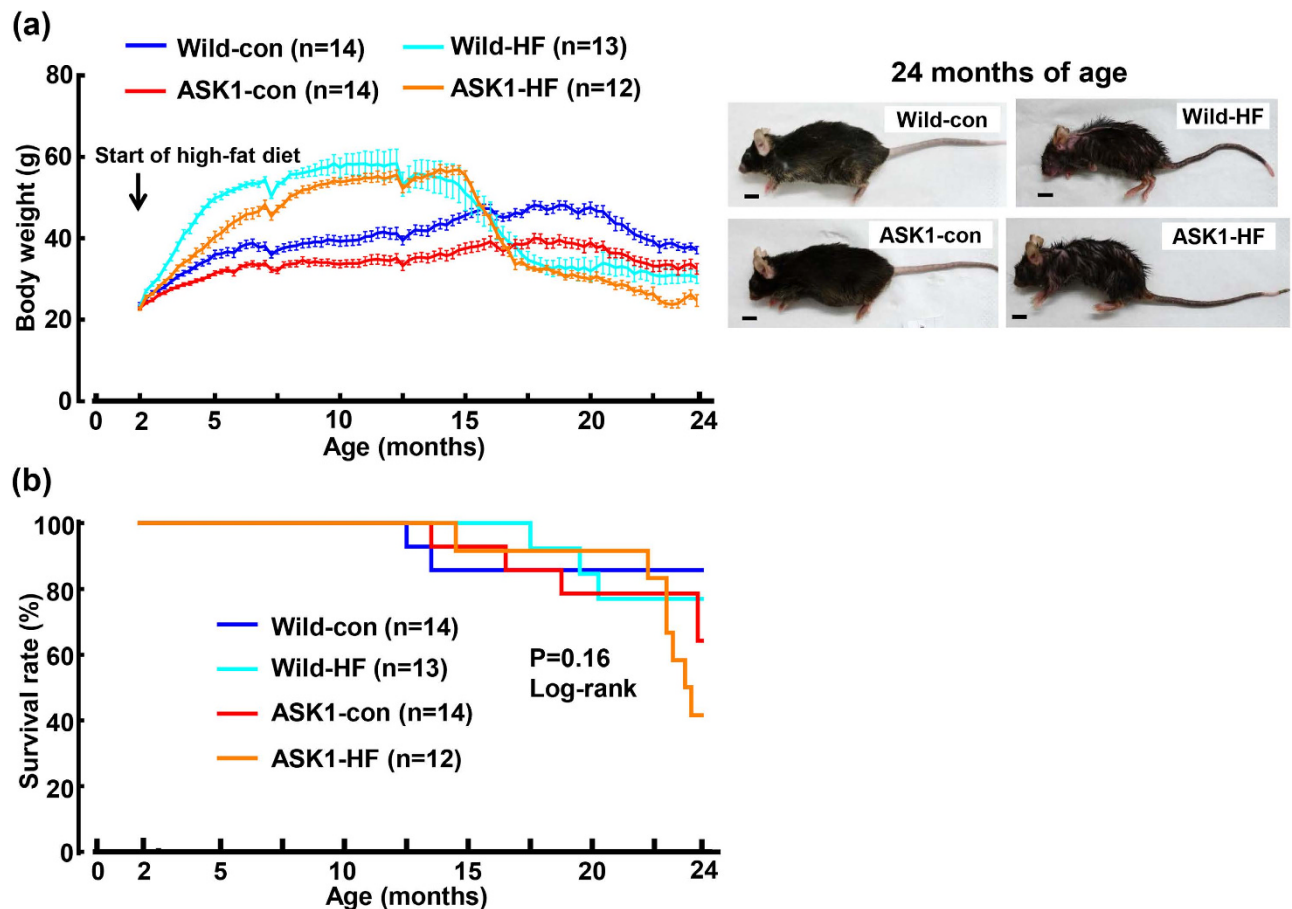 (a)
Wild-con (n=14)
Wild-HF (n=13)
ASK1-con (n=14)
ASK1-HF (n=12)
80
60
40
20
0
Body weight (g)
Start of high-fat diet
0 2 5 10 15 20 24
Age (months)
24 months of age
Wild-con
Wild-HF
ASK1-con
ASK1-HF
(b)
100
80
60
40
20
0
Survival rate (%)
Wild-con (n=14)
Wild-HF (n=13)
ASK1-con (n=14)
ASK1-HF (n=12)
P=0.16
Log-rank
0 2 5 10 15 20 24
Age (months)